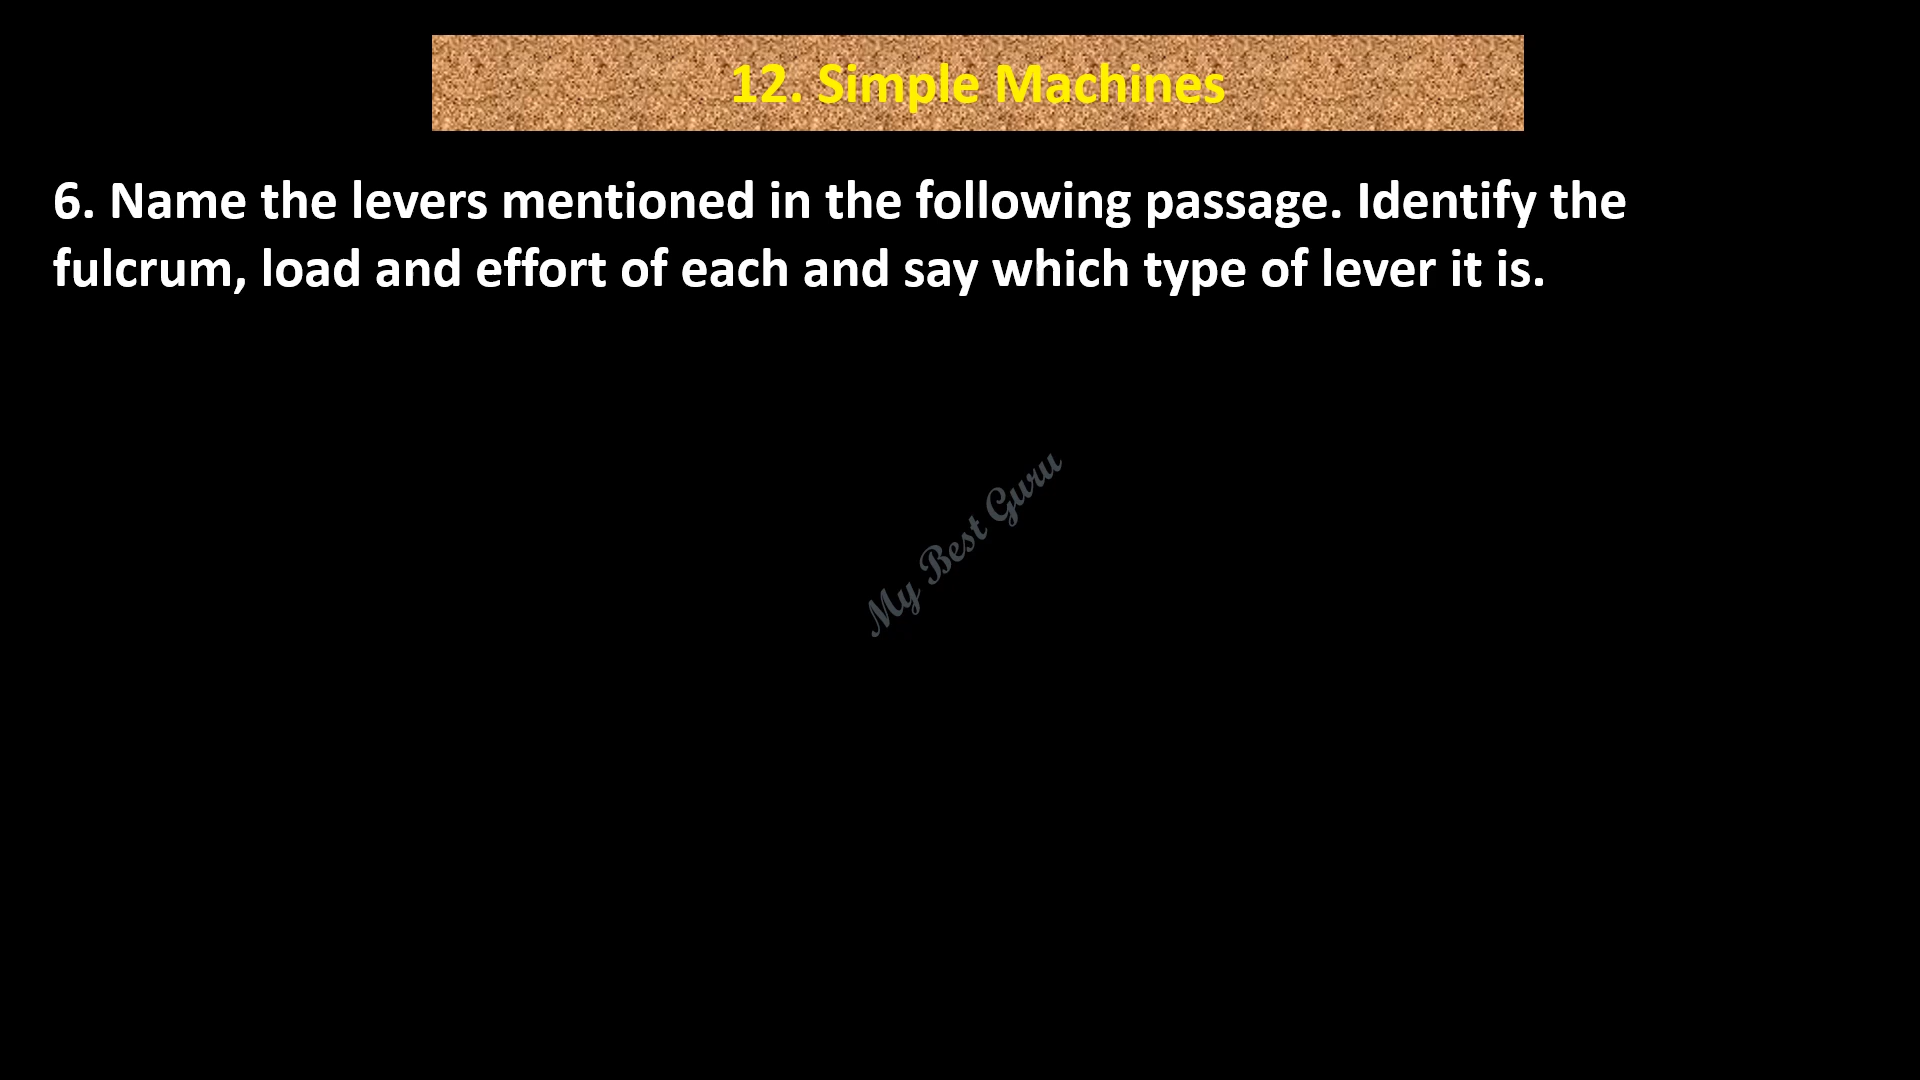 12. Simple Machines
6. Name the levers mentioned in the following passage. Identify the
fulcrum, load and effort of each and say which type of lever it is.
My Best Guru